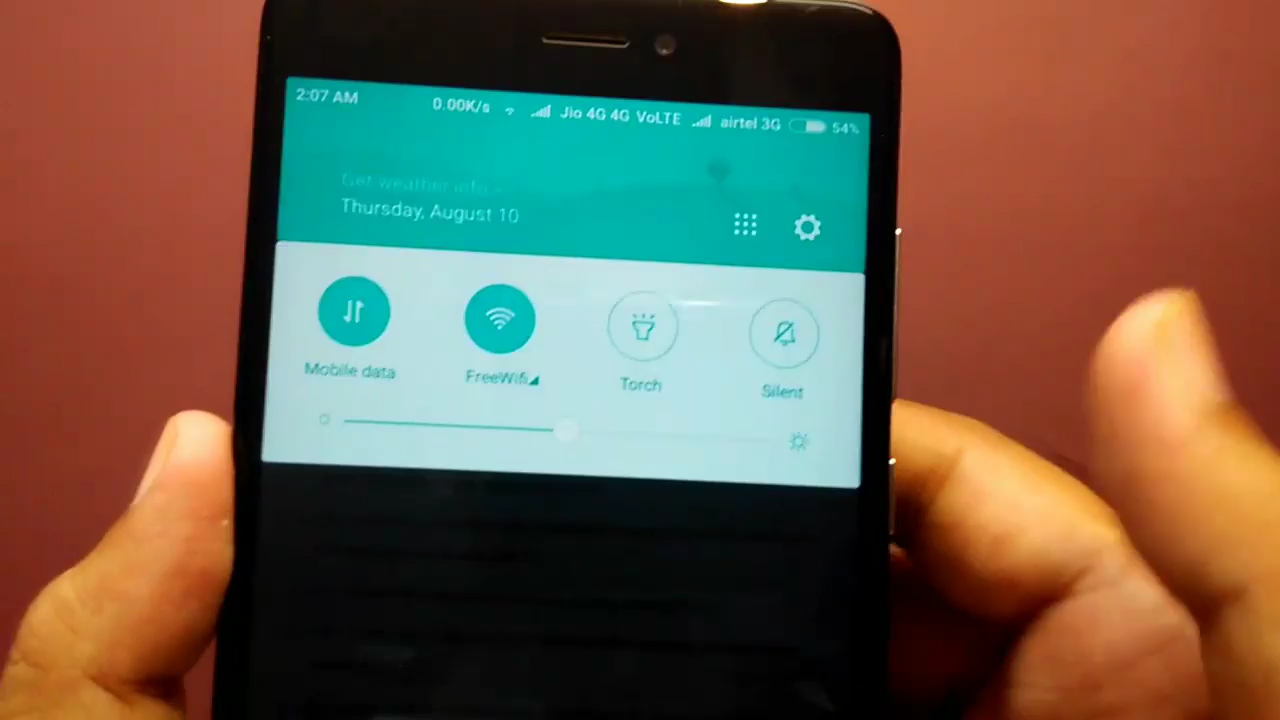 2:07 AM 0.00K/s Jio 4G 4G VoLTE airtel 3G 54%
Get weather info >
Thursday, August 10
Mobile data FreeWifi Torch Silent